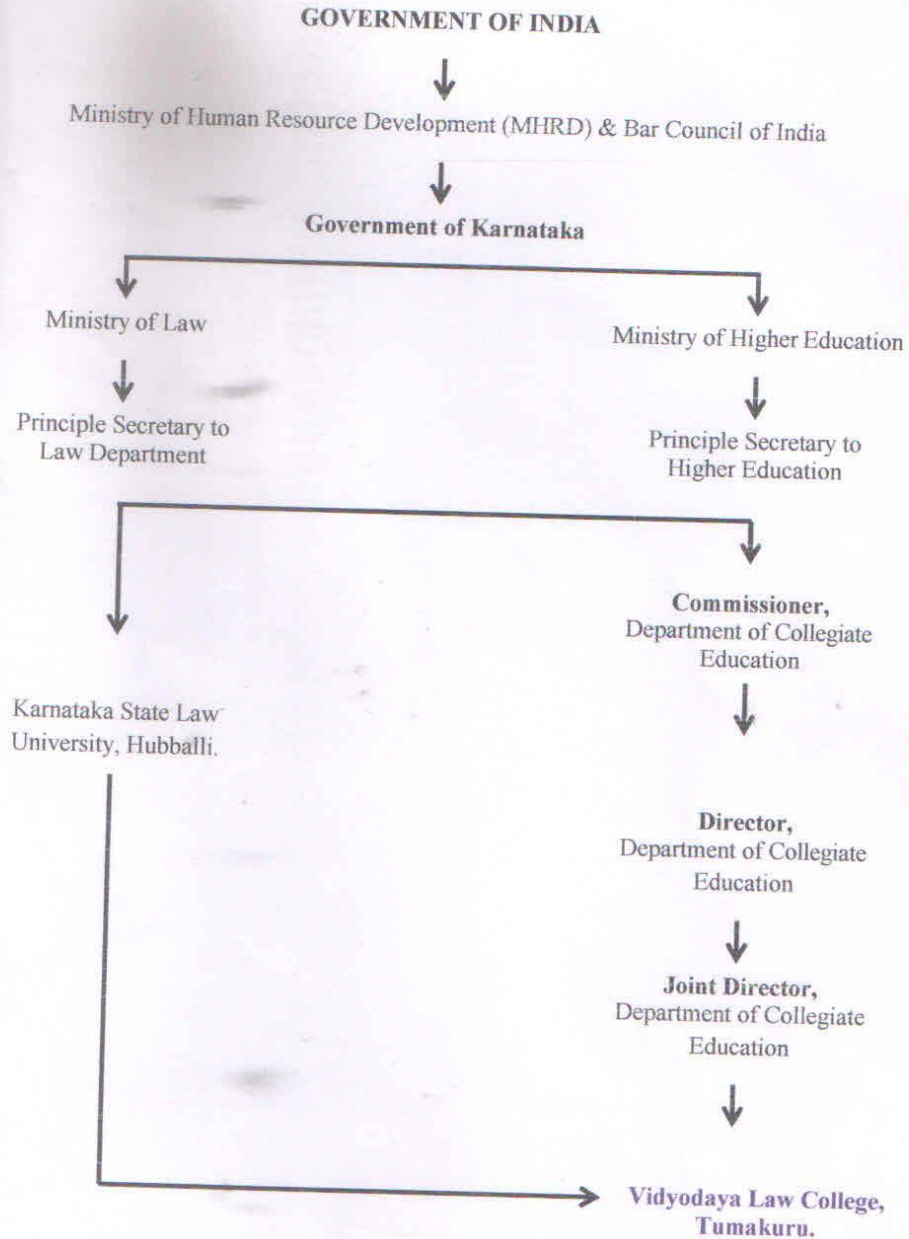 GOVERNMENT OF INDIA
Ministry of Human Resource Development (MHRD) & Bar Council of India
Government of Karnataka
Ministry of Law
Ministry of Higher Education
Principle Secretary to
Law Department
Principle Secretary to
Higher Education
Commissioner,
Department of Collegiate
Education
Karnataka State Law
University, Hubballi.
Director,
Department of Collegiate
Education
Joint Director,
Department of Collegiate
Education
Vidyodaya Law College,
Tumakuru.